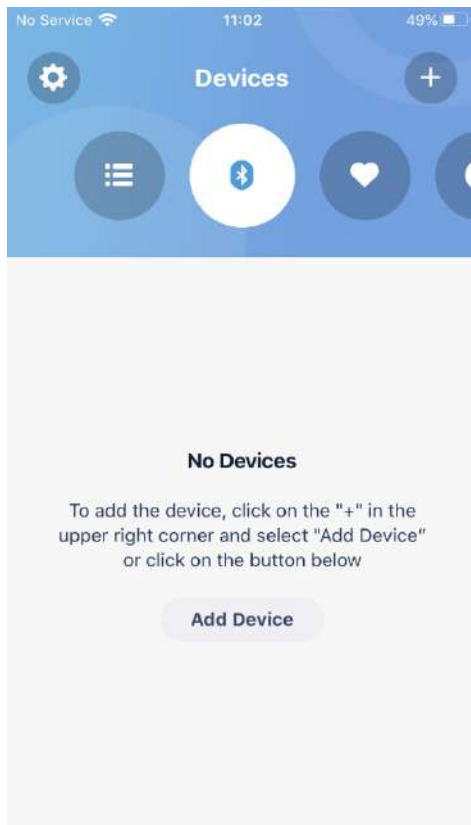 No Service 11:02 49%
Devices
No Devices
To add the device, click on the "+" in the
upper right corner and select "Add Device"
or click on the button below
Add Device